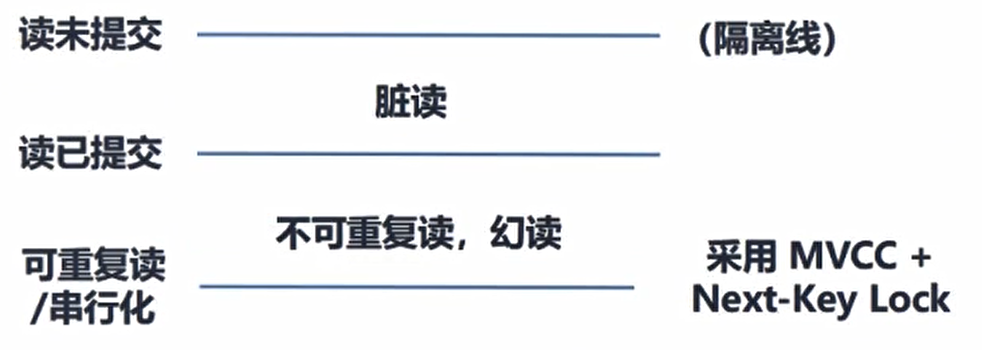 读未提交
（隔离线）
脏读
读已提交
不可重复读，幻读
可重复读
/串行化
采用 MVCC +
Next-Key Lock